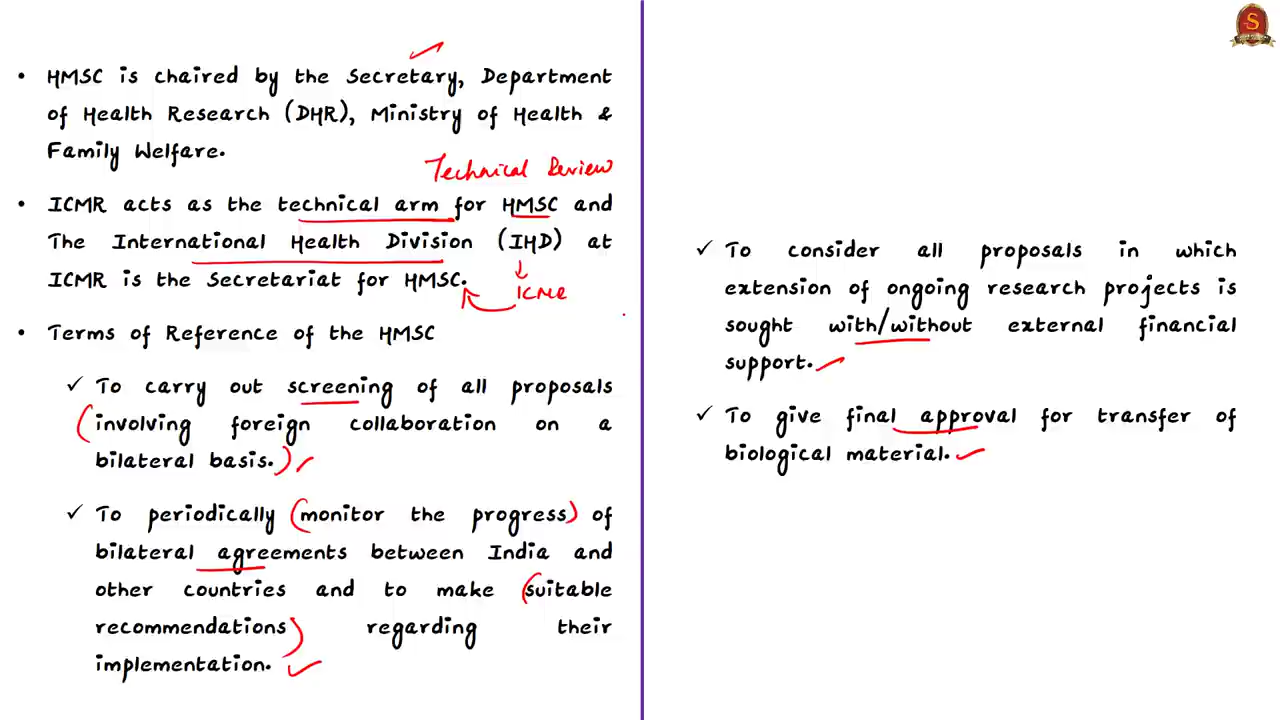 • HMSC is chaired by the Secretary, Department
of Health Research (DHR), Ministry of Health &
Family Welfare.
Technical Review
• ICMR acts as the technical arm for HMSC and
The International Health Division (IHD) at
ICMR is the Secretariat for HMSC.
ICMR
• Terms of Reference of the HMSC
✓ To carry out screening of all proposals
(involving foreign collaboration on a
bilateral basis.)
✓ To periodically (monitor the progress) of
bilateral agreements between India and
other countries and to make (suitable
recommendations) regarding their
implementation.
✓ To consider all proposals in which
extension of ongoing research projects is
sought with/without external financial
support.
✓ To give final approval for transfer of
biological material.
S